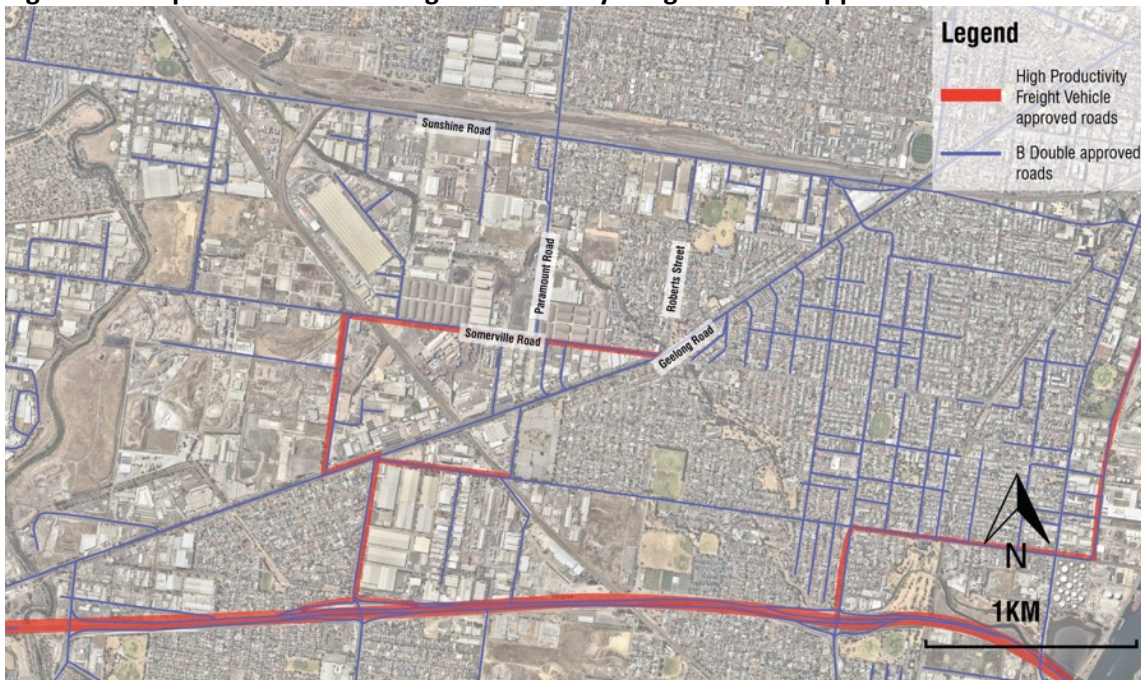 Legend
High Productivity
Freight Vehicle
approved roads
B Double approved
roads
Sunshine Road
Paramount Road
Roberts Street
Somerville Road
Geelong Road
N
1KM